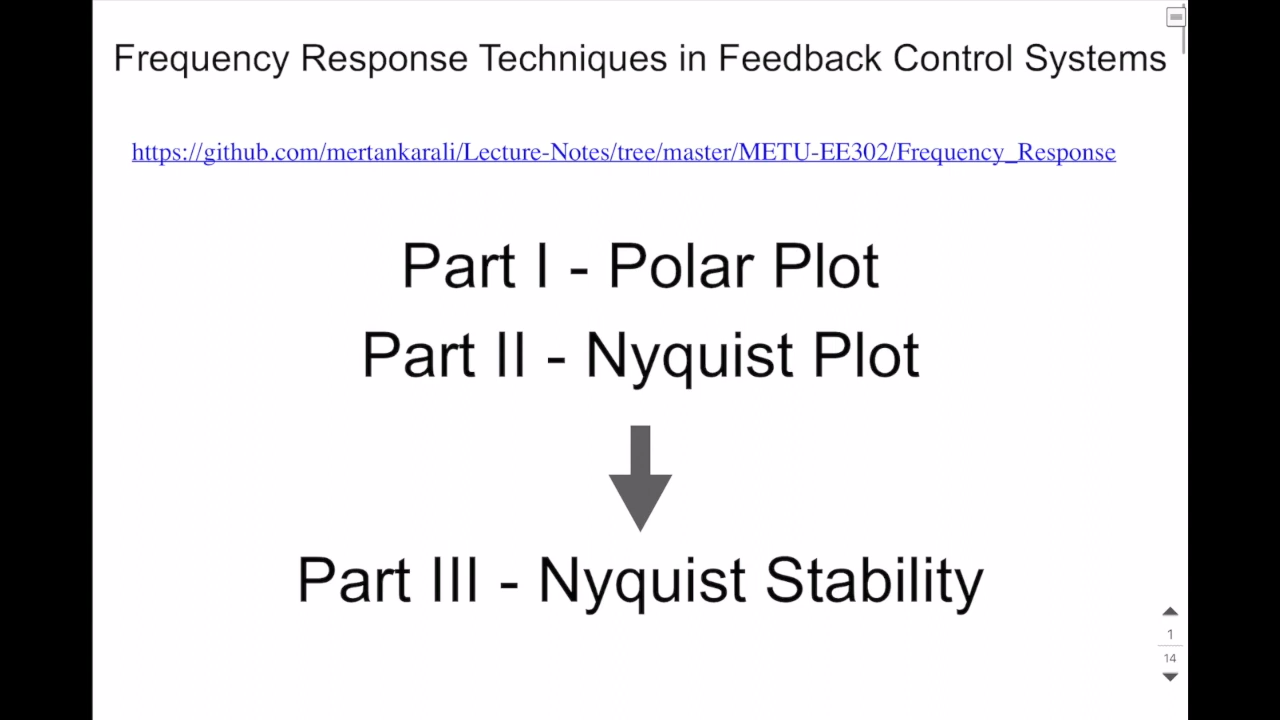 Frequency Response Techniques in Feedback Control Systems
https://github.com/mertankarali/Lecture-Notes/tree/master/METU-EE302/Frequency_Response
Part I - Polar Plot
Part II - Nyquist Plot
Part III - Nyquist Stability
1
14